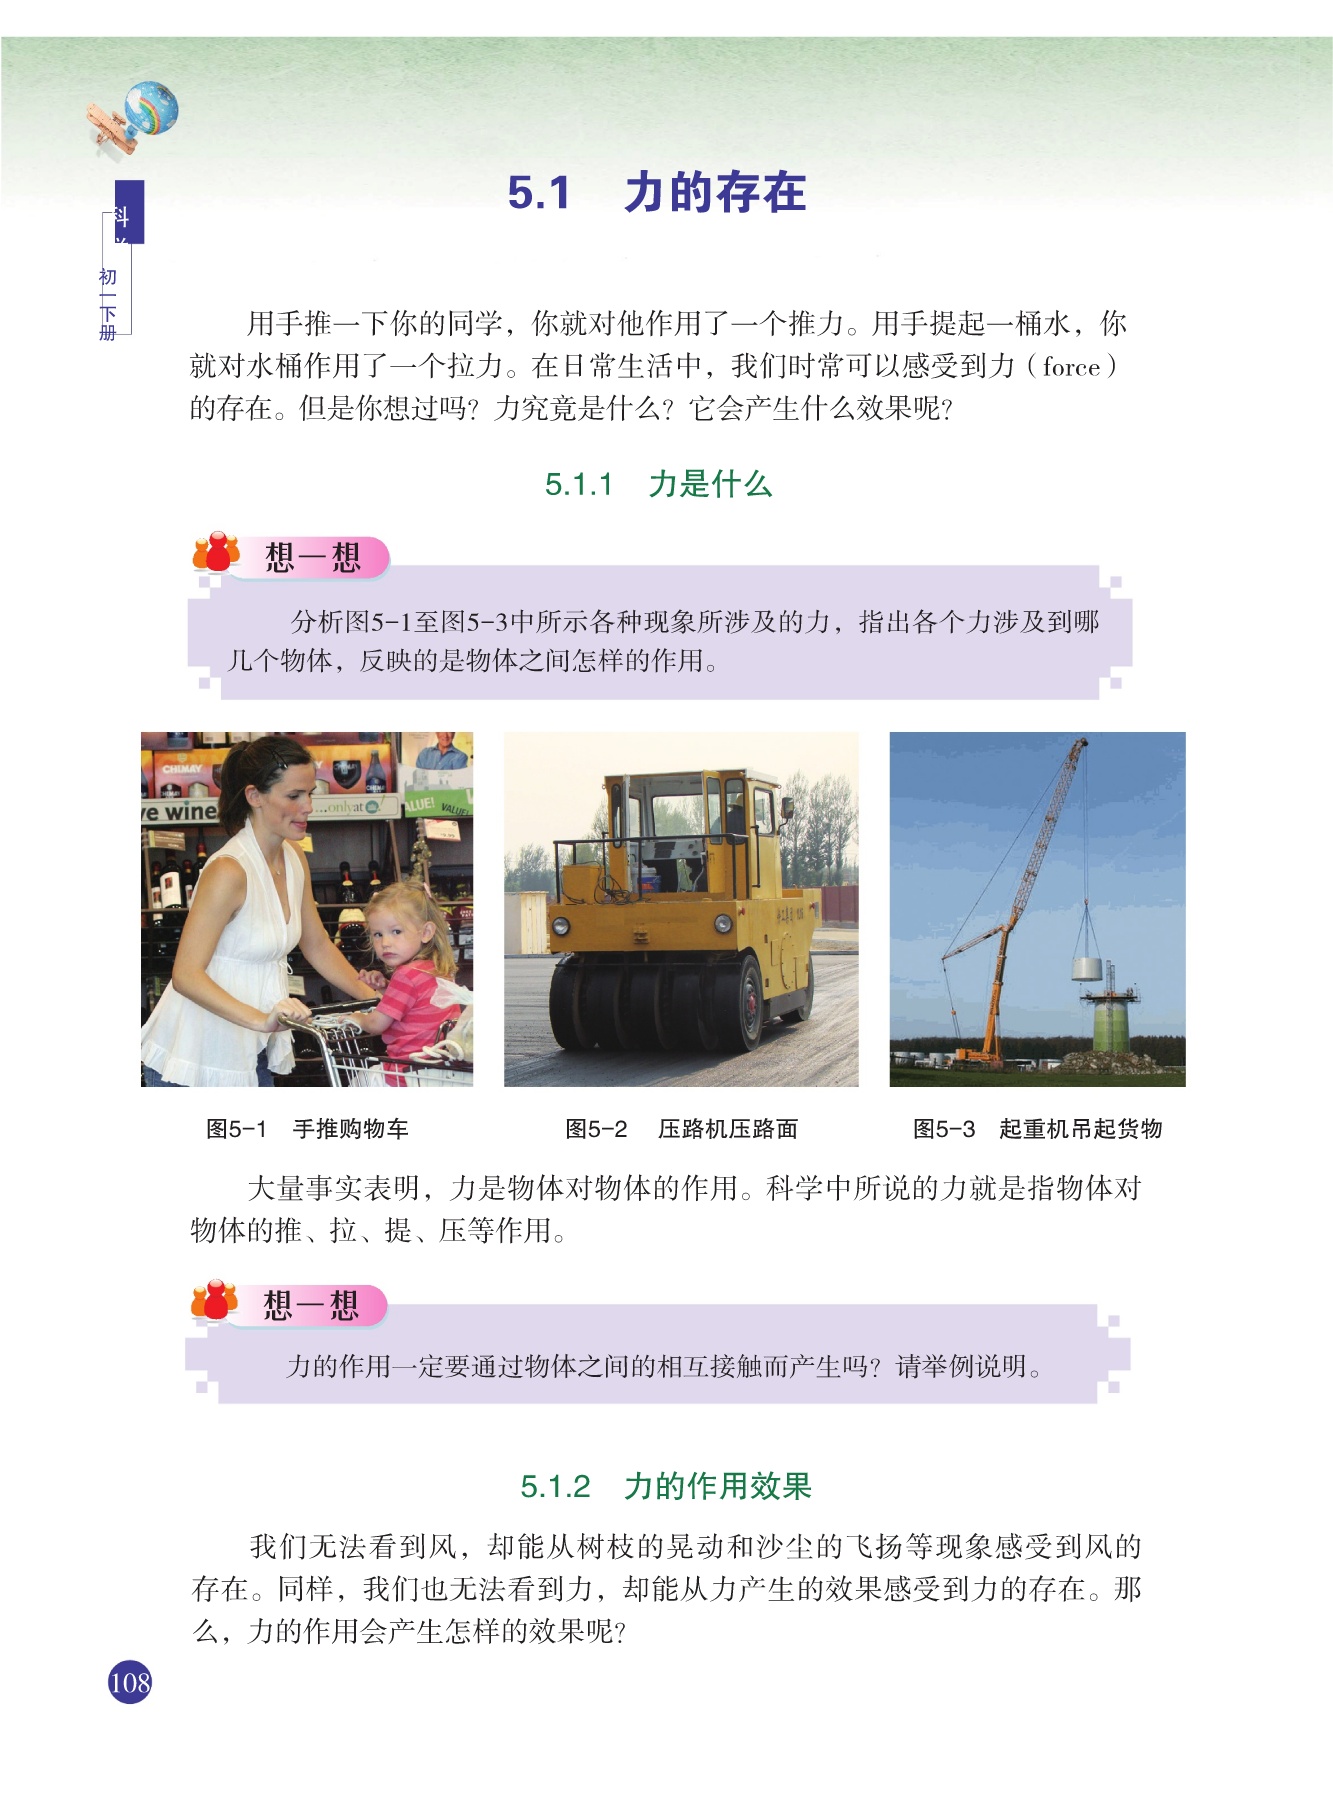 科
初一下册
5.1 力的存在
用手推一下你的同学，你就对他作用了一个推力。用手提起一桶水，你
就对水桶作用了一个拉力。在日常生活中，我们时常可以感受到力（force）
的存在。但是你想过吗？力究竟是什么？它会产生什么效果呢？
5.1.1 力是什么
想一想
分析图5-1至图5-3中所示各种现象所涉及的力，指出各个力涉及到哪
几个物体，反映的是物体之间怎样的作用。
CHIMAY
ve wine
...onlyat
ALUE!
VALUE
图5-1 手推购物车
图5-2 压路机压路面
图5-3 起重机吊起货物
大量事实表明，力是物体对物体的作用。科学中所说的力就是指物体对
物体的推、拉、提、压等作用。
想一想
力的作用一定要通过物体之间的相互接触而产生吗？请举例说明。
5.1.2 力的作用效果
我们无法看到风，却能从树枝的晃动和沙尘的飞扬等现象感受到风的
存在。同样，我们也无法看到力，却能从力产生的效果感受到力的存在。那
么，力的作用会产生怎样的效果呢？
108